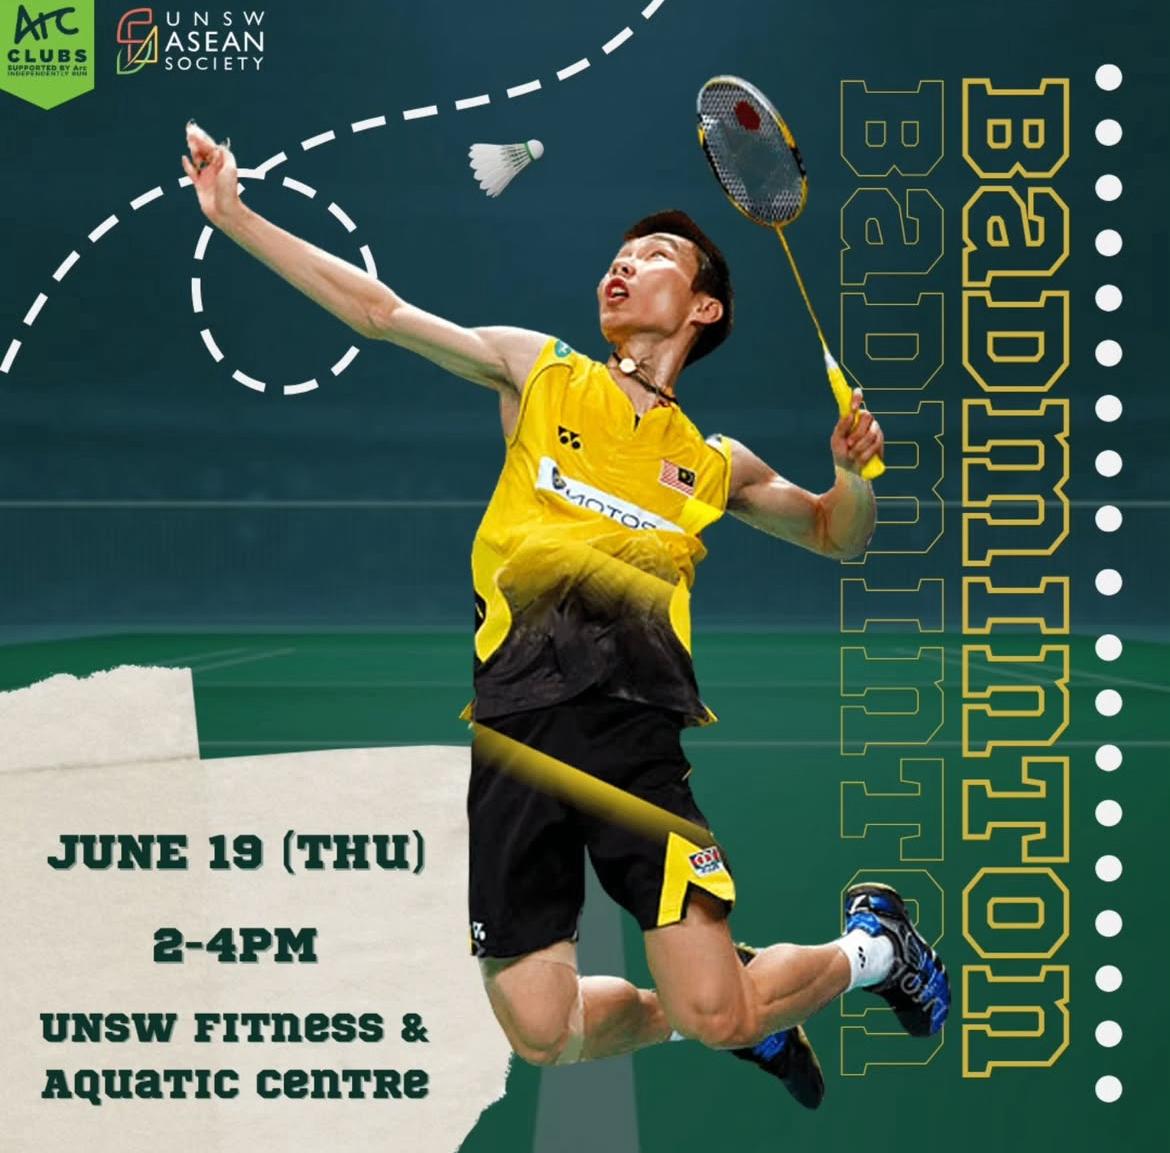 Arc
CLUBS
SUPPORTED BY Arc
INDEPENDENTLY RUN
UNSW
ASEAN
SOCIETY
BaDMINTON
BaDMINTON
MOTOR
JUNE 19 (THU)
2-4PM
UNSW FITNeSS &
AQUaTIC CeNTRe